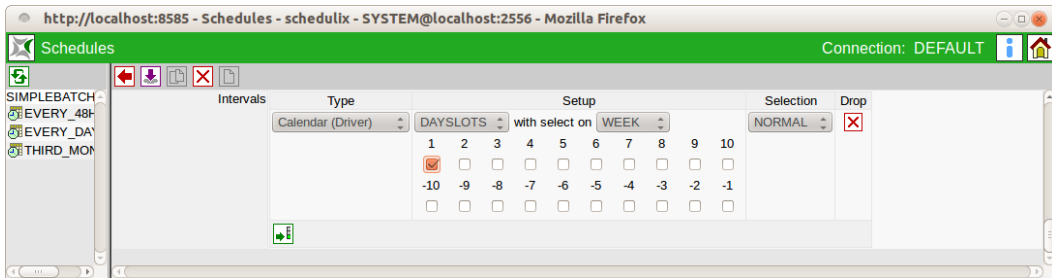 http://localhost:8585 - Schedules - schedulix - SYSTEM@localhost:2556 - Mozilla Firefox
Schedules Connection: DEFAULT
SIMPLEBATCH
EVERY_48H
EVERY_DAY
THIRD_MON
Intervals Type Setup Selection Drop
Calendar (Driver) DAYSLOTS with select on WEEK NORMAL
1 2 3 4 5 6 7 8 9 10
-10 -9 -8 -7 -6 -5 -4 -3 -2 -1